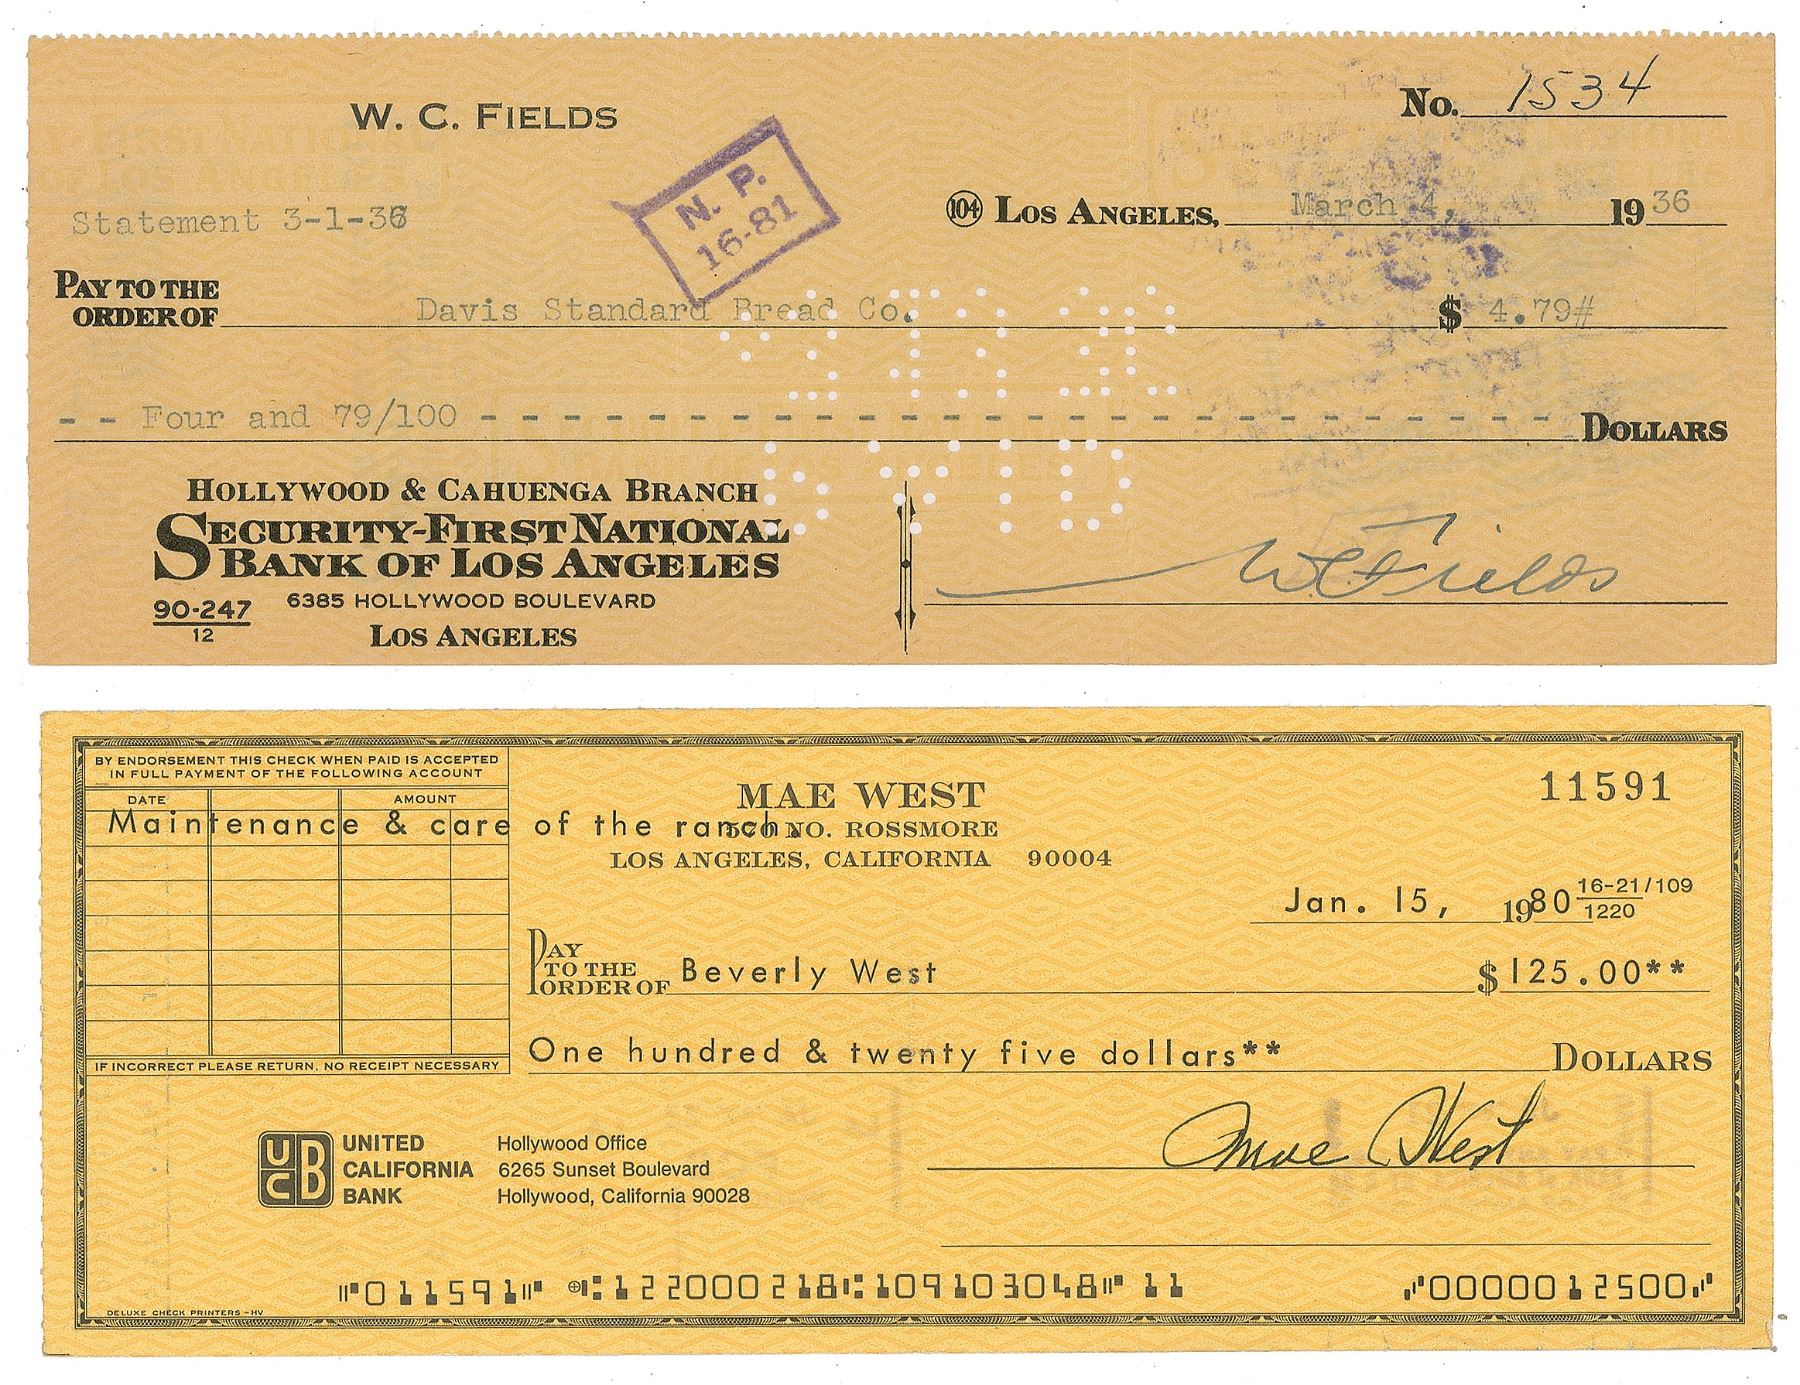 W. C. FIELDS
No. 1534
N. P.
16-81
Statement 3-1-36
104 LOS ANGELES, March 4, 1936
PAY TO THE
ORDER OF Davis Standard Bread Co. $ 4.79#
-- Four and 79/100 -------------------------- DOLLARS
HOLLYWOOD & CAHUENGA BRANCH
SECURITY-FIRST NATIONAL
BANK OF LOS ANGELES
90-247
12
6385 HOLLYWOOD BOULEVARD
LOS ANGELES
WCFields
BY ENDORSEMENT THIS CHECK WHEN PAID IS ACCEPTED
IN FULL PAYMENT OF THE FOLLOWING ACCOUNT
DATE AMOUNT
MAE WEST
11591
Maintenance & care of the ranch.
570 NO. ROSSMORE
LOS ANGELES, CALIFORNIA 90004
Jan. 15, 1980
16-21/109
1220
PAY
TO THE
ORDER OF Beverly West $125.00**
One hundred & twenty five dollars** DOLLARS
IF INCORRECT PLEASE RETURN. NO RECEIPT NECESSARY
Mae West
UCB
UNITED
CALIFORNIA
BANK
Hollywood Office
6265 Sunset Boulevard
Hollywood, California 90028
⑈011591⑈ ⑆122000218⑆109103048⑈ 11 ⑇0000012500⑇
DELUXE CHECK PRINTERS - HV